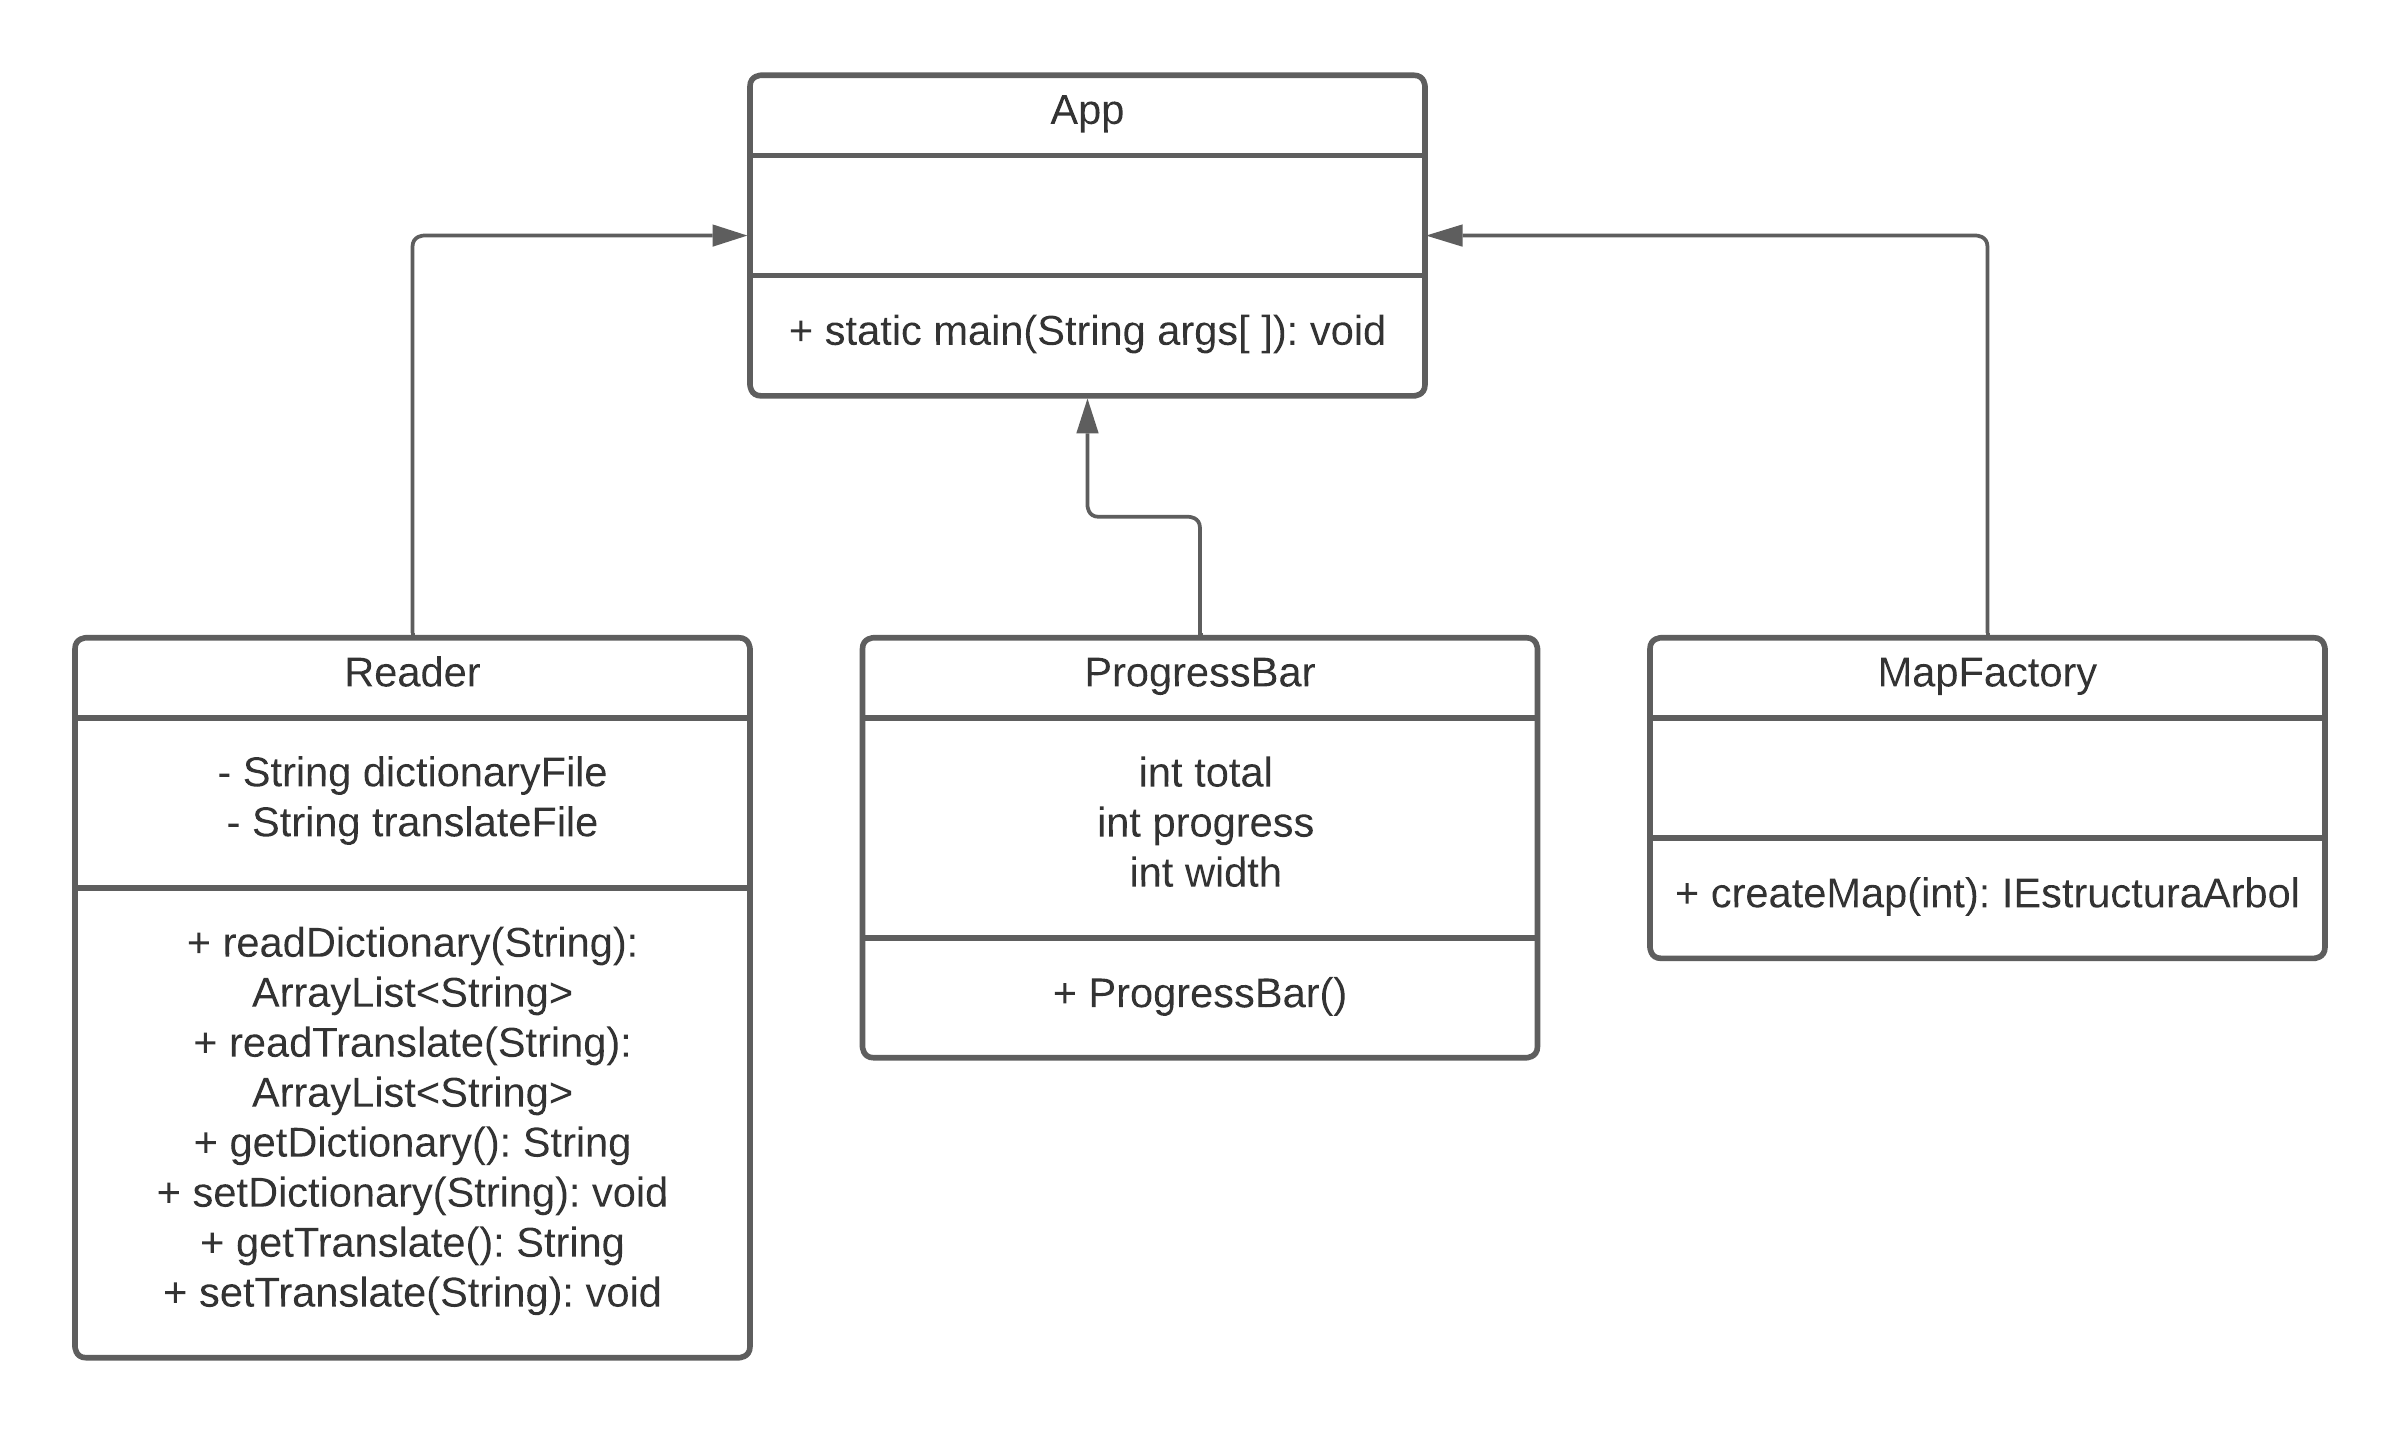 App
+ static main(String args[ ]): void
Reader
- String dictionaryFile
- String translateFile
+ readDictionary(String):
ArrayList<String>
+ readTranslate(String):
ArrayList<String>
+ getDictionary(): String
+ setDictionary(String): void
+ getTranslate(): String
+ setTranslate(String): void
ProgressBar
int total
int progress
int width
+ ProgressBar()
MapFactory
+ createMap(int): IEstructuraArbol